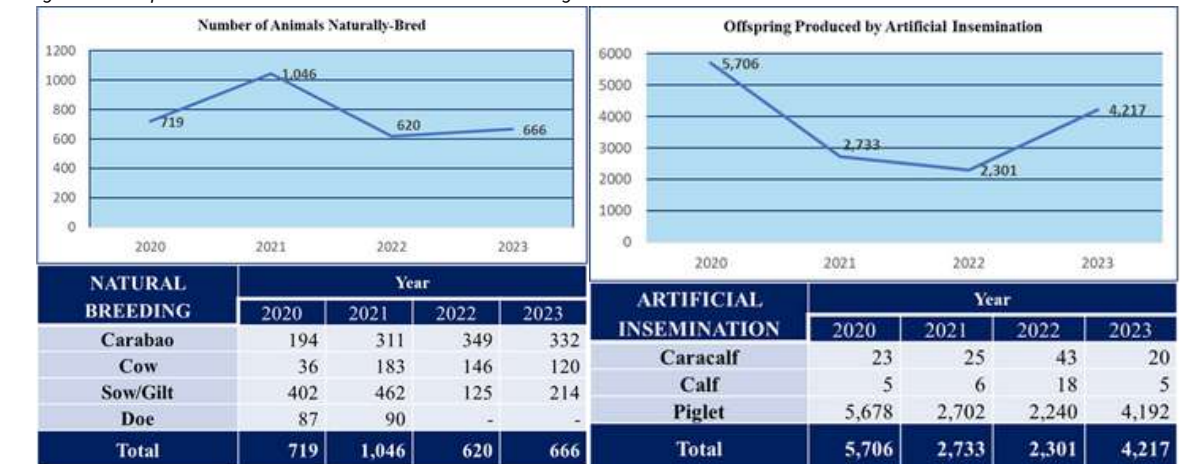 Number of Animals Naturally-Bred
1200
1000
800
600
400
200
0
719
1,046
620
666
2020 2021 2022 2023
NATURAL BREEDING Year
2020 2021 2022 2023
Carabao 194 311 349 332
Cow 36 183 146 120
Sow/Gilt 402 462 125 214
Doe 87 90 - -
Total 719 1,046 620 666
Offspring Produced by Artificial Insemination
6000
5000
4000
3000
2000
1000
0
5,706
2,733
2,301
4,217
2020 2021 2022 2023
ARTIFICIAL INSEMINATION Year
2020 2021 2022 2023
Caracalf 23 25 43 20
Calf 5 6 18 5
Piglet 5,678 2,702 2,240 4,192
Total 5,706 2,733 2,301 4,217